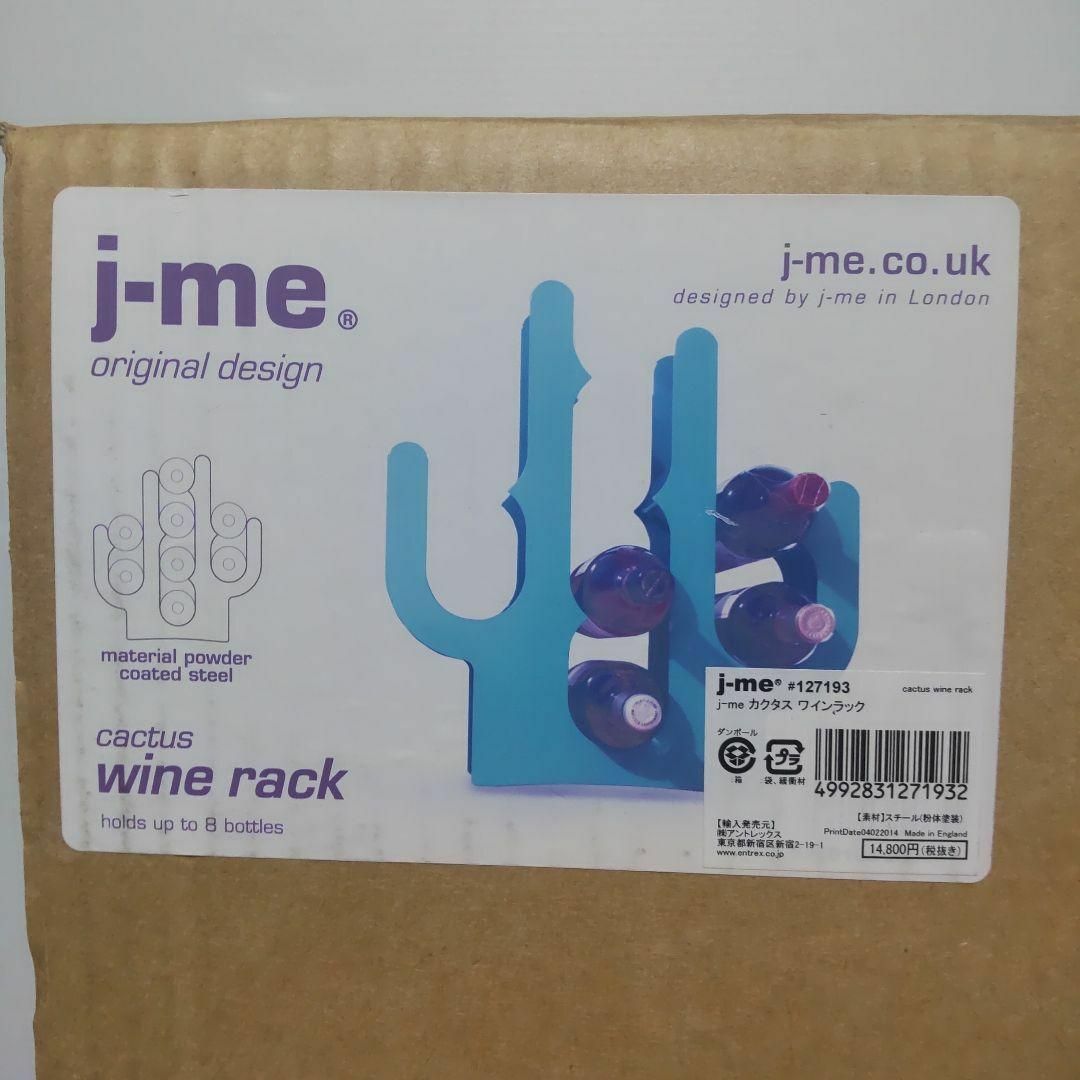 j-me®
original design
j-me.co.uk
designed by j-me in London
material powder
coated steel
cactus
wine rack
holds up to 8 bottles
j-me® #127193
cactus wine rack
j-me カクタス ワインラック
ダンボール
箱
プラ
袋、緩衝材
4992831271932
【素材】スチール(粉体塗装)
【輸入発売元】
㈱アントレックス
東京都新宿区新宿2-19-1
www.entrex.co.jp
PrintDate04022014 Made in England
14,800円(税抜き)